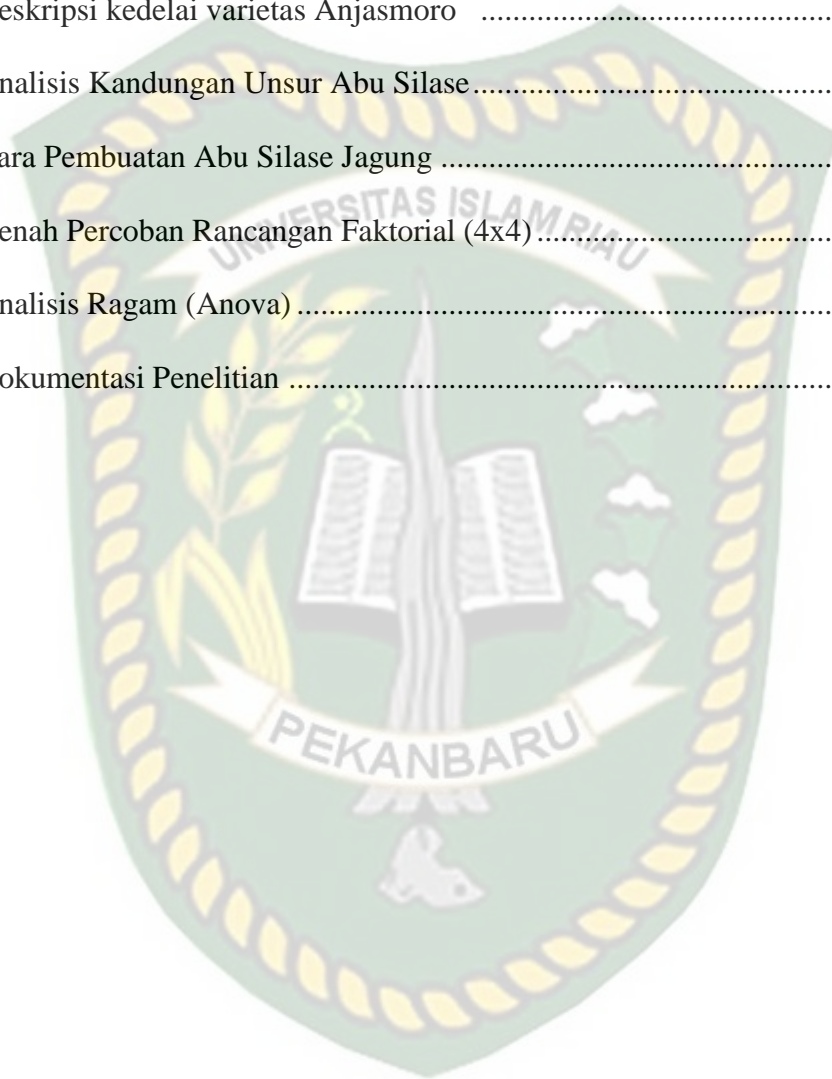 eskripsi kedelai varietas Anjasmoro ..................................
nalisis Kandungan Unsur Abu Silase..................................
ara Pembuatan Abu Silase Jagung ....................................
UNIVERSITAS ISLAM RIAU
enah Percoban Rancangan Faktorial (4x4)............................
nalisis Ragam (Anova) ..................................................
okumentasi Penelitian ...................................................
PEKANBARU